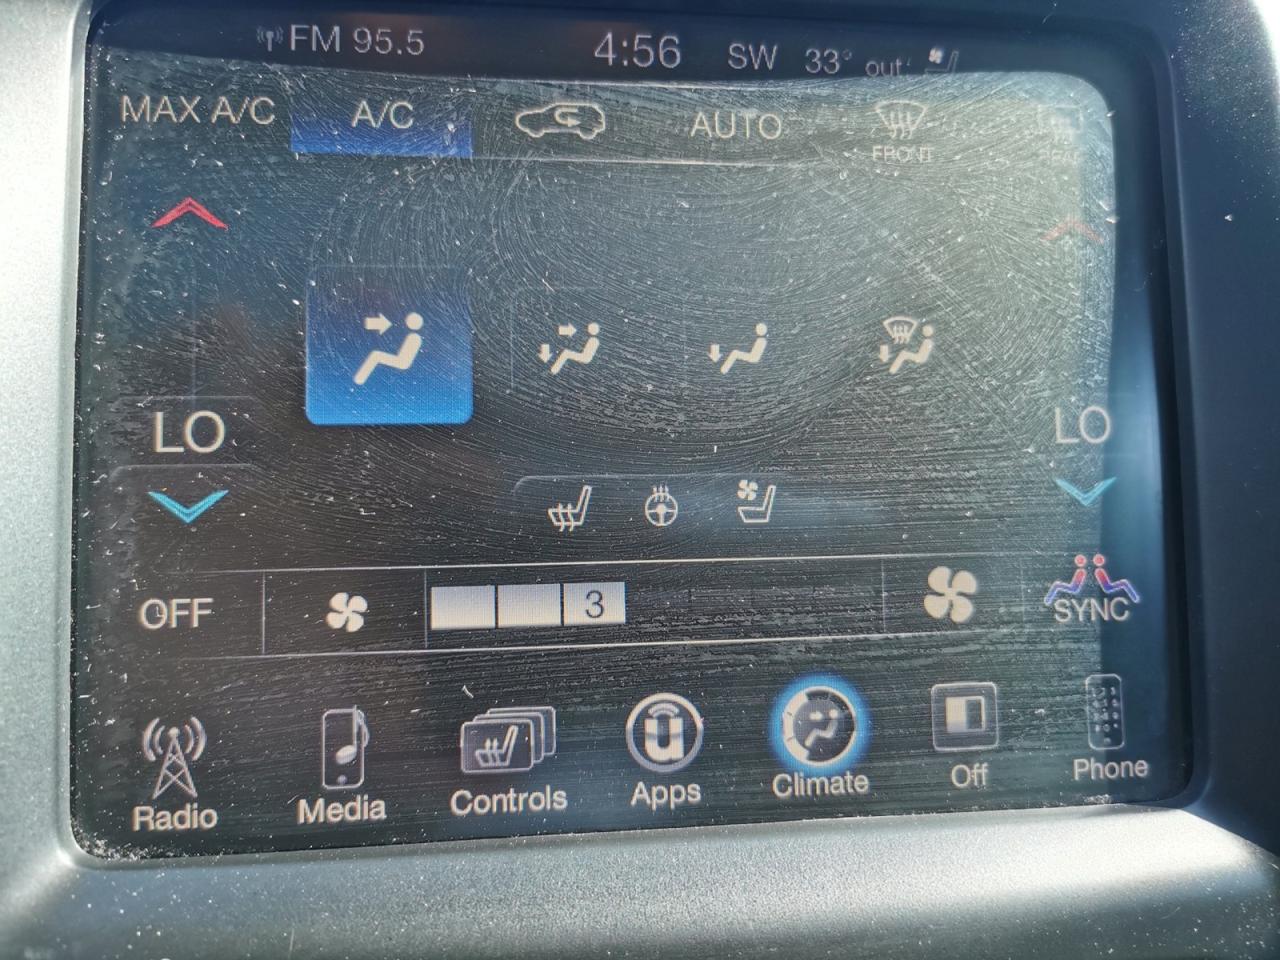 FM 95.5 4:56 SW 33° out
MAX A/C A/C AUTO FRONT REAR
LO LO
OFF 3 SYNC
Radio Media Controls Apps Climate Off Phone